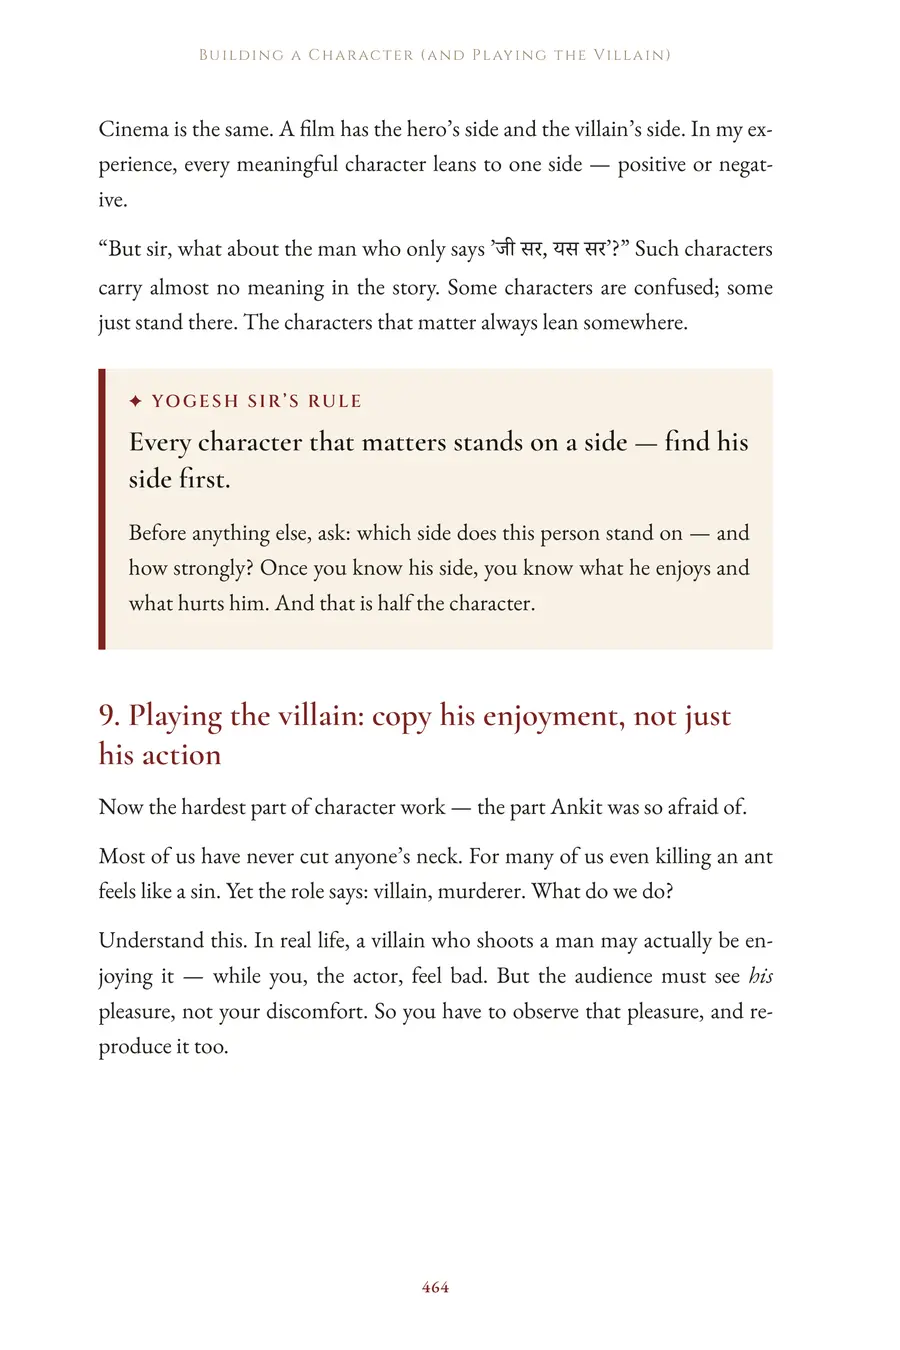 Building a Character (and Playing the Villain)
Cinema is the same. A film has the hero’s side and the villain’s side. In my ex-
perience, every meaningful character leans to one side — positive or negat-
ive.
“But sir, what about the man who only says ’जी सर, यस सर’?” Such characters
carry almost no meaning in the story. Some characters are confused; some
just stand there. The characters that matter always lean somewhere.
✦ YOGESH SIR’S RULE
Every character that matters stands on a side — find his
side first.
Before anything else, ask: which side does this person stand on — and
how strongly? Once you know his side, you know what he enjoys and
what hurts him. And that is half the character.
9. Playing the villain: copy his enjoyment, not just
his action
Now the hardest part of character work — the part Ankit was so afraid of.
Most of us have never cut anyone’s neck. For many of us even killing an ant
feels like a sin. Yet the role says: villain, murderer. What do we do?
Understand this. In real life, a villain who shoots a man may actually be en-
joying it — while you, the actor, feel bad. But the audience must see his
pleasure, not your discomfort. So you have to observe that pleasure, and re-
produce it too.
464